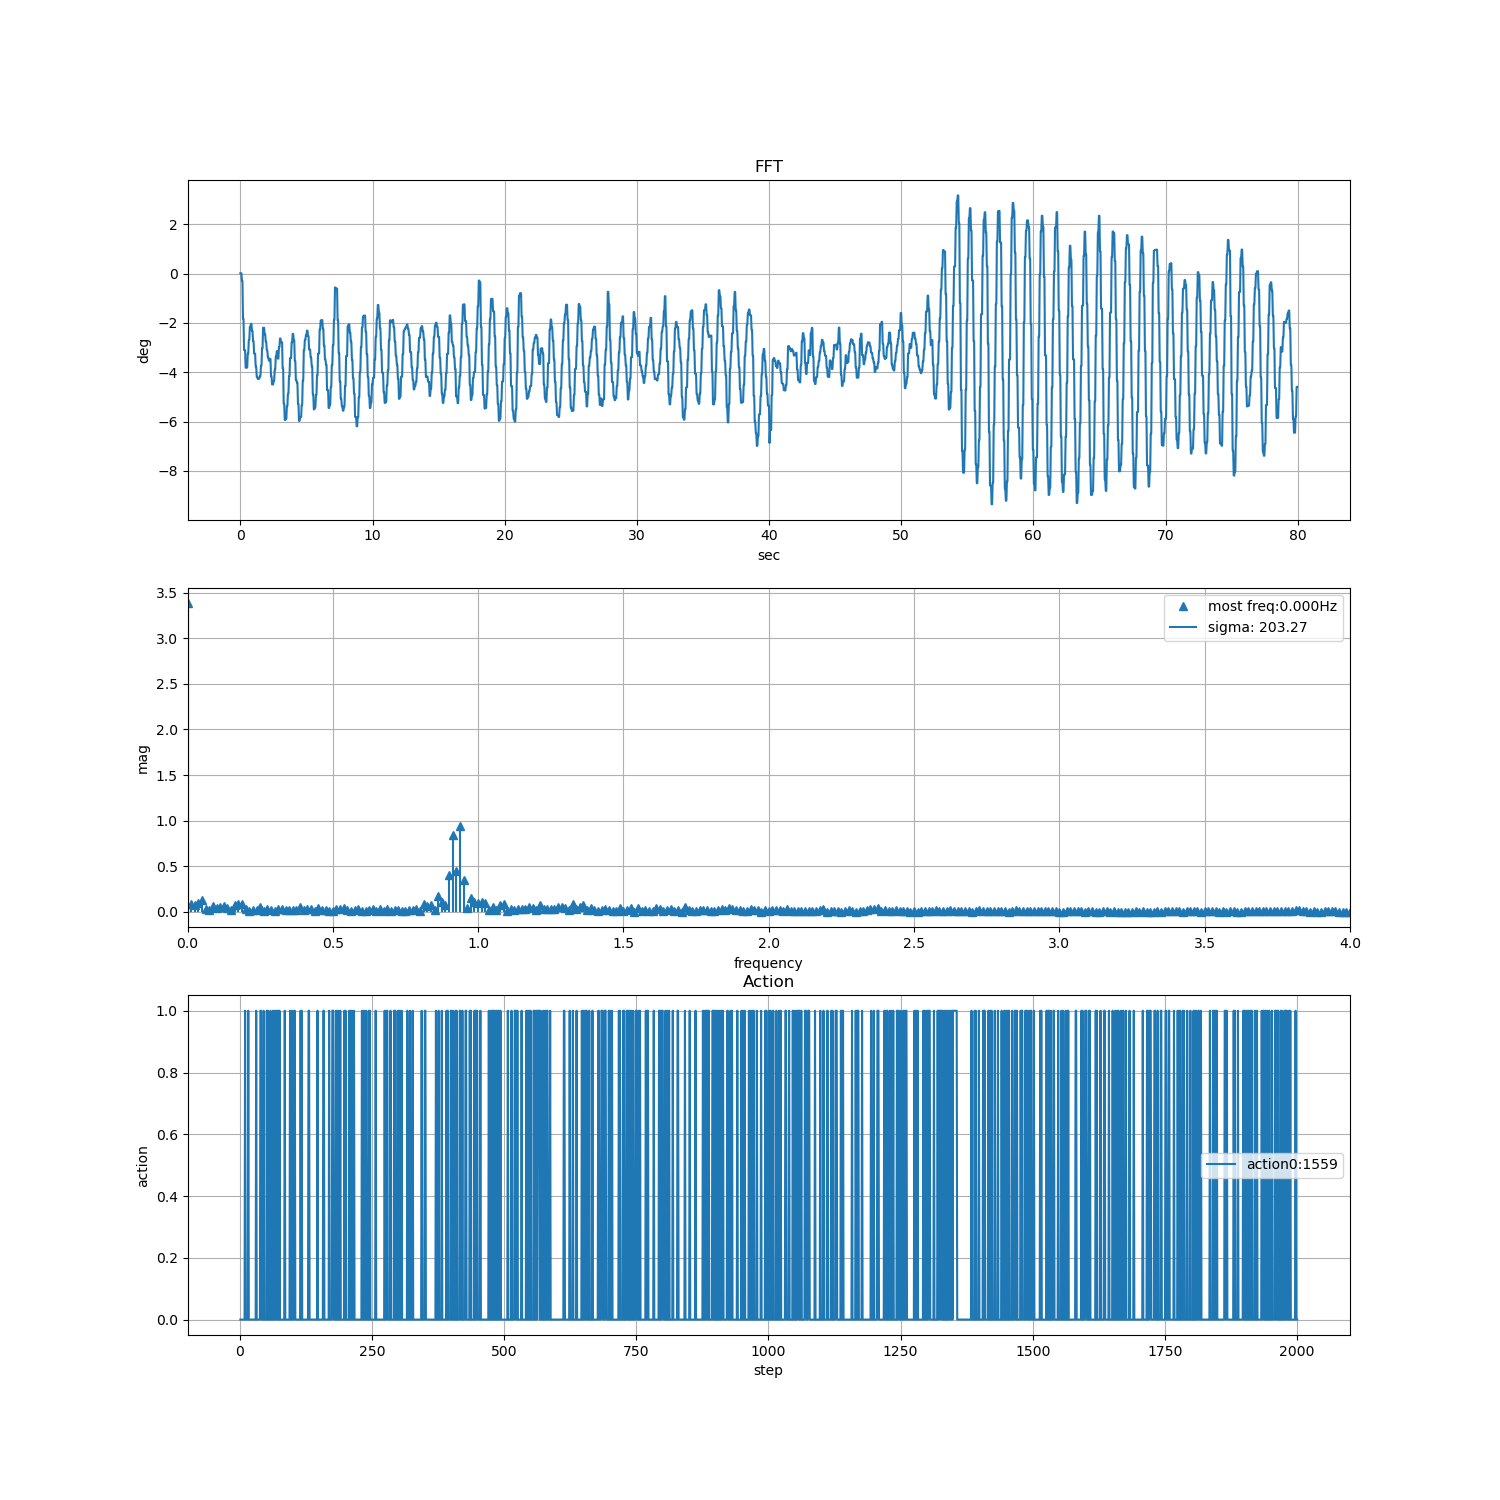 FFT
2
0
−2
−4
−6
−8
deg
0 10 20 30 40 50 60 70 80
sec
3.5
3.0
2.5
2.0
1.5
1.0
0.5
0.0
mag
most freq:0.000Hz
sigma: 203.27
0.0 0.5 1.0 1.5 2.0 2.5 3.0 3.5 4.0
frequency
Action
1.0
0.8
0.6
0.4
0.2
0.0
action
action0:1559
0 250 500 750 1000 1250 1500 1750 2000
step